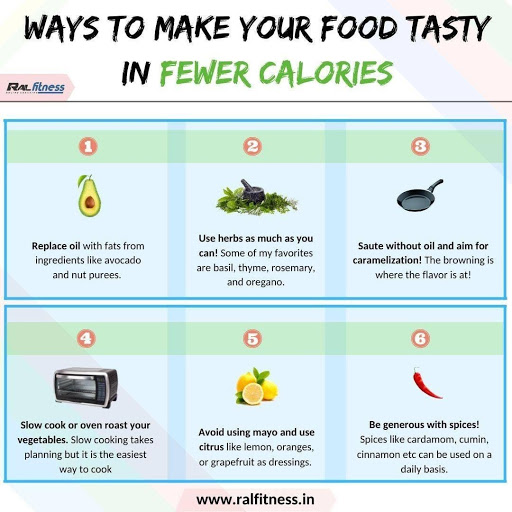 WAYS TO MAKE YOUR FOOD TASTY
IN FEWER CALORIES
RAL fitness
1
Replace oil with fats from
ingredients like avocado
and nut purees.
2
Use herbs as much as you
can! Some of my favorites
are basil, thyme, rosemary,
and oregano.
3
Saute without oil and aim for
caramelization! The browning is
where the flavor is at!
4
Slow cook or oven roast your
vegetables. Slow cooking takes
planning but it is the easiest
way to cook
5
Avoid using mayo and use
citrus like lemon, oranges,
or grapefruit as dressings.
6
Be generous with spices!
Spices like cardamom, cumin,
cinnamon etc can be used on a
daily basis.
www.ralfitness.in